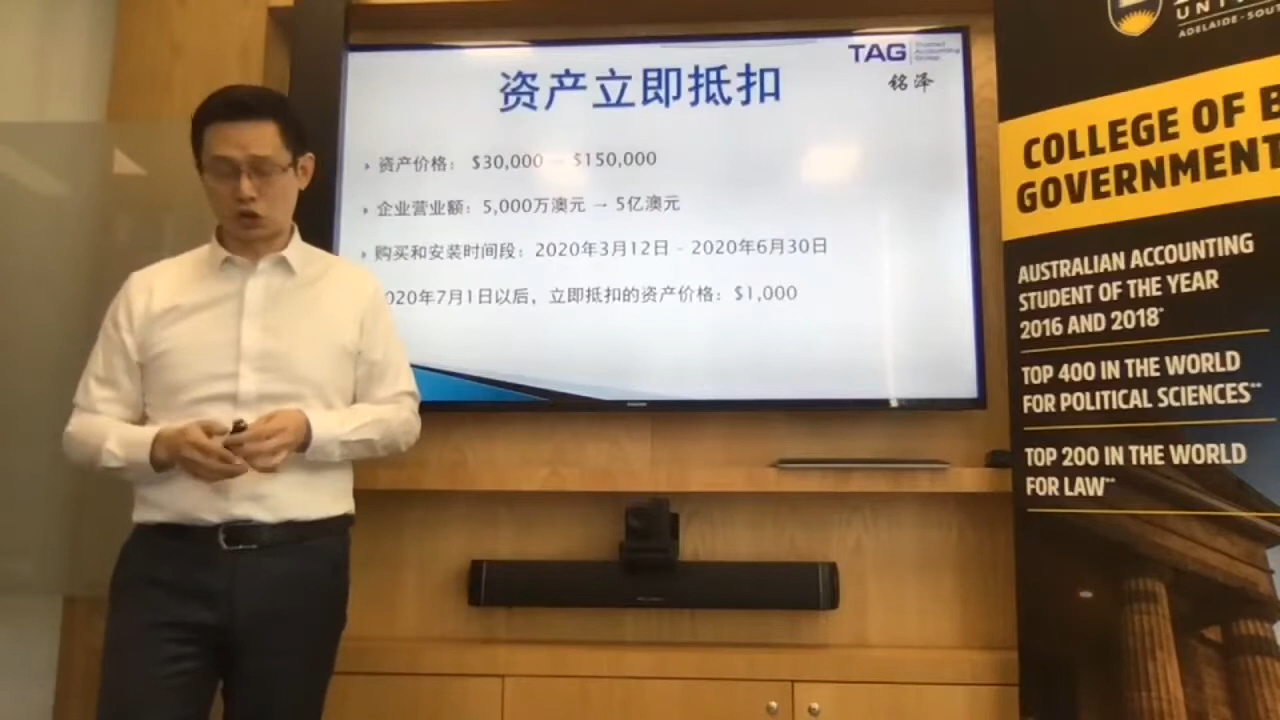 TAG
Trusted
Accounting
Group
铭泽
资产立即抵扣
资产价格： $30,000 → $150,000
企业营业额：5,000万澳元 → 5亿澳元
购买和安装时间段：2020年3月12日 - 2020年6月30日
020年7月1日以后，立即抵扣的资产价格：$1,000
ADELAIDE · SOU
COLLEGE OF B
GOVERNMENT
AUSTRALIAN ACCOUNTING
STUDENT OF THE YEAR
2016 AND 2018*
TOP 400 IN THE WORLD
FOR POLITICAL SCIENCES**
TOP 200 IN THE WORLD
FOR LAW**